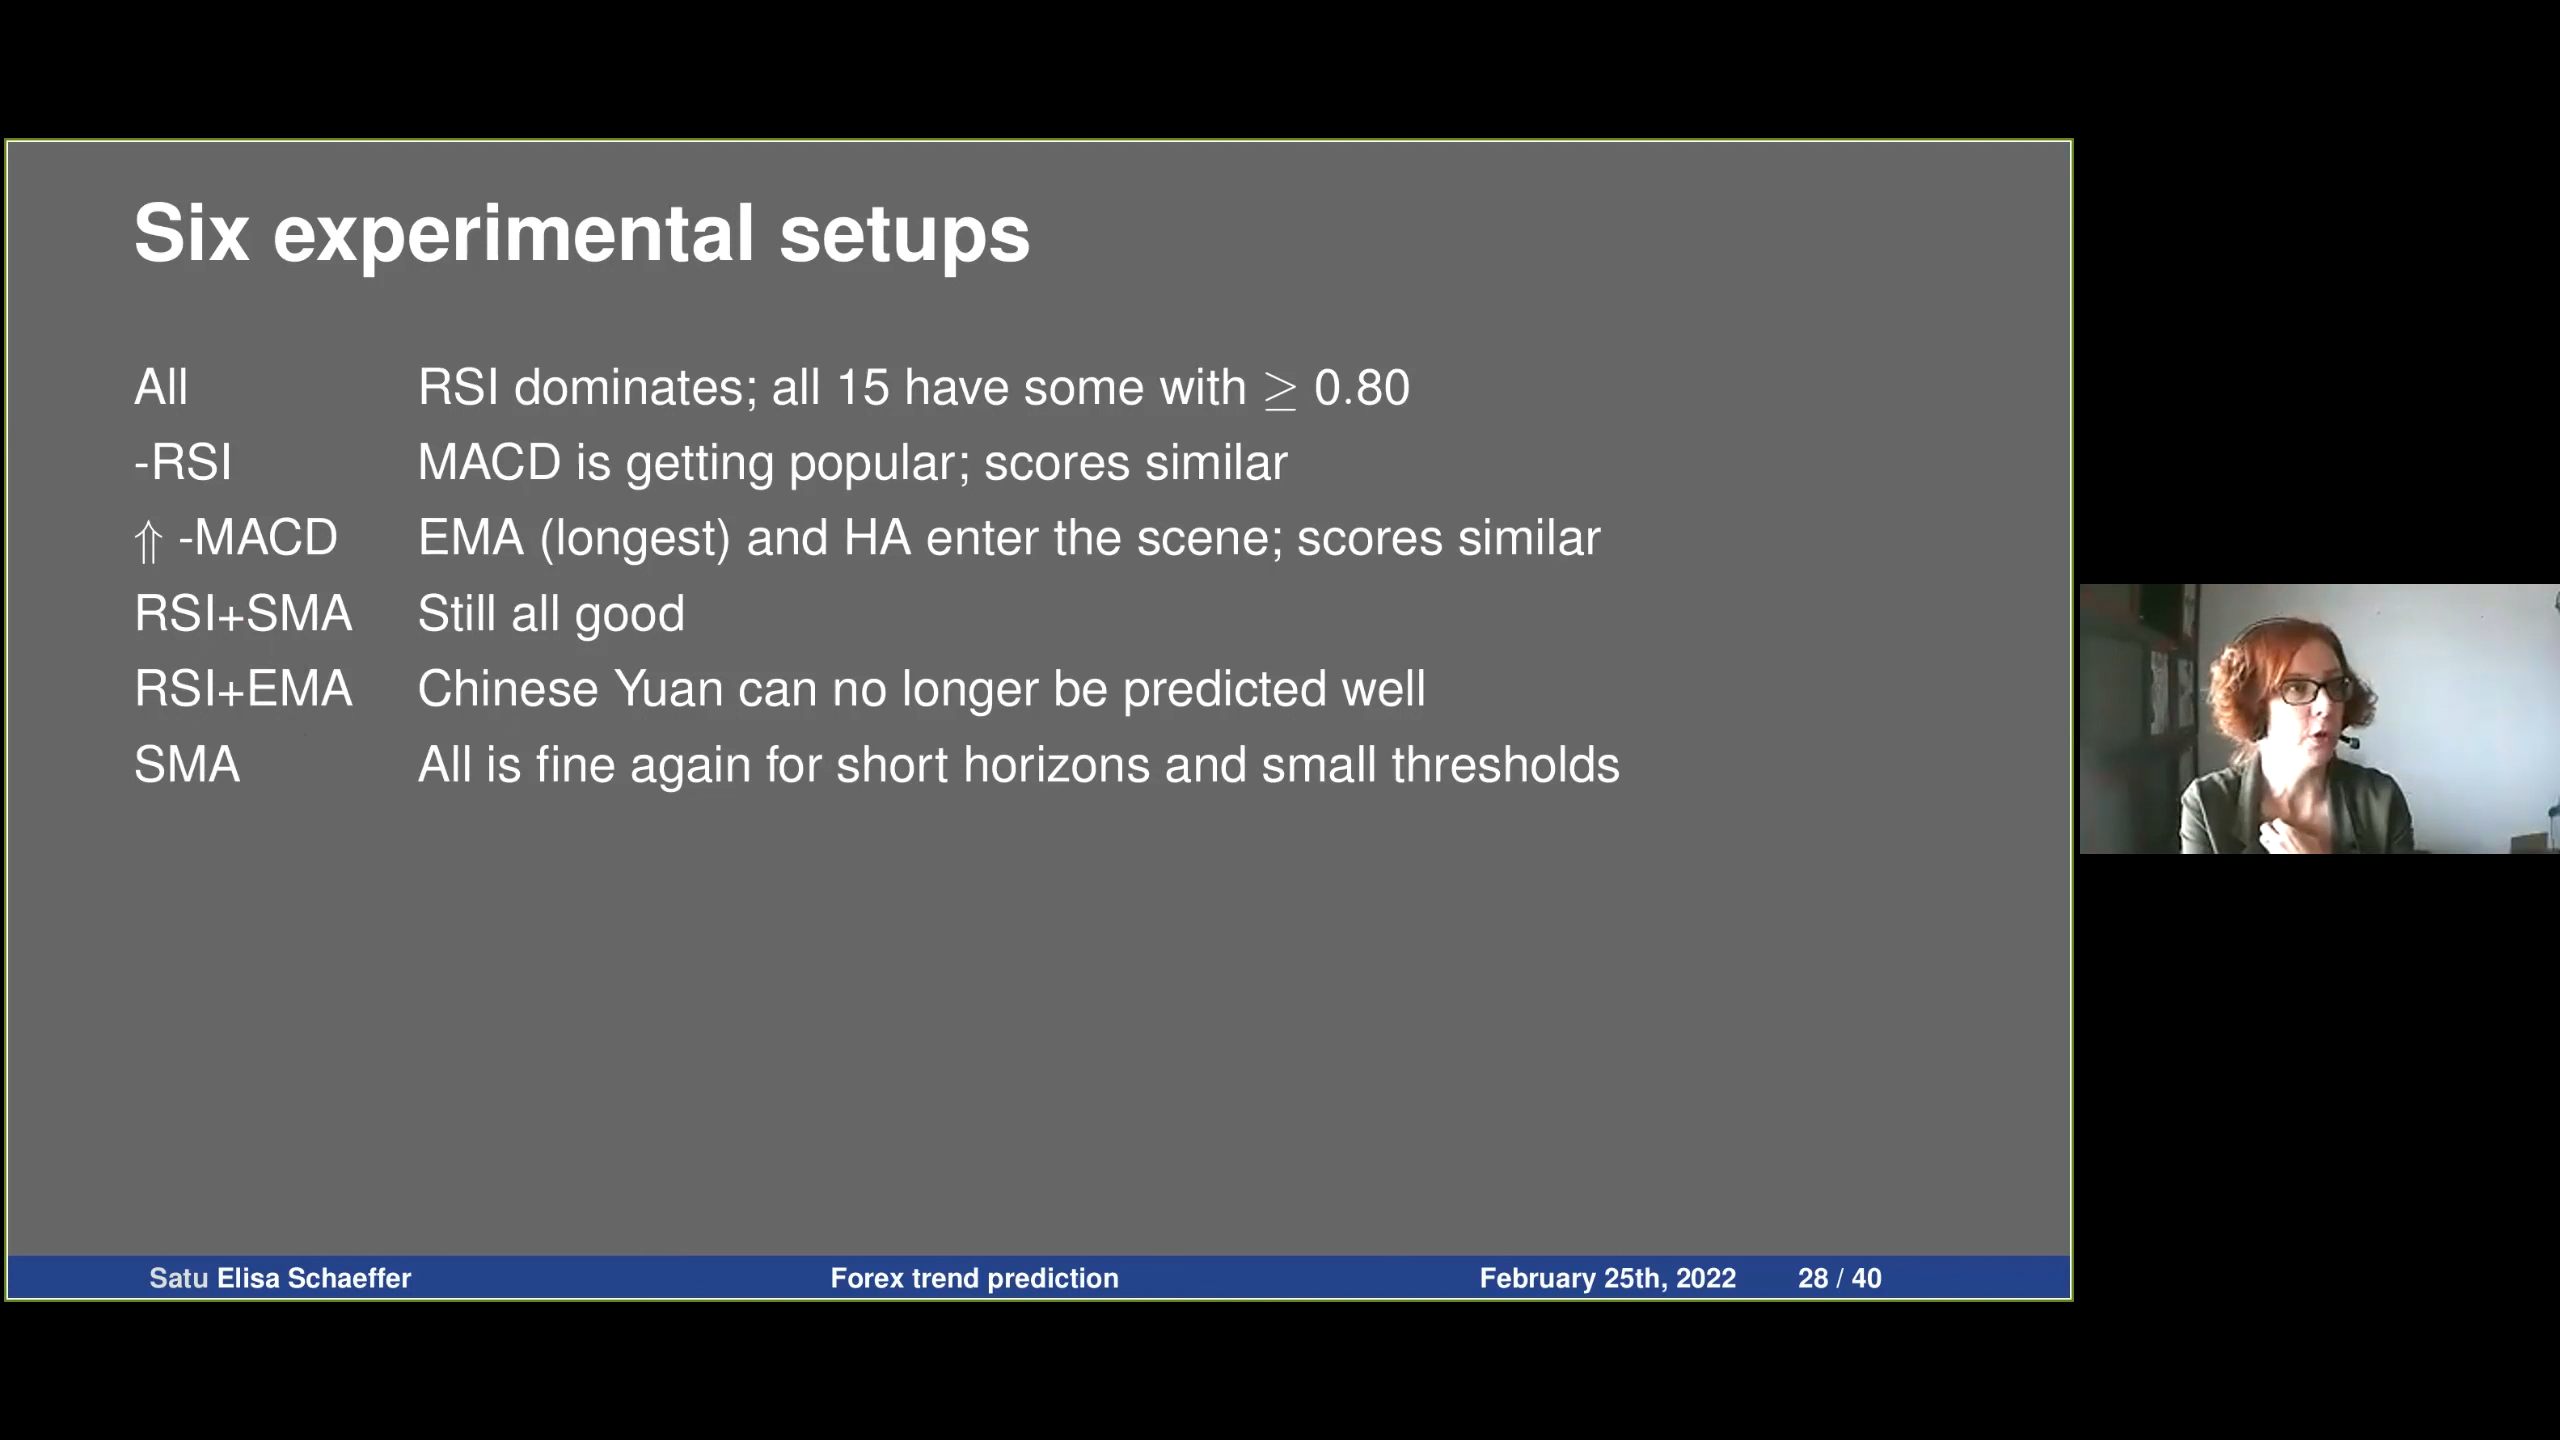 Six experimental setups
All RSI dominates; all 15 have some with ≥ 0.80
-RSI MACD is getting popular; scores similar
⇑ -MACD EMA (longest) and HA enter the scene; scores similar
RSI+SMA Still all good
RSI+EMA Chinese Yuan can no longer be predicted well
SMA All is fine again for short horizons and small thresholds
Satu Elisa Schaeffer Forex trend prediction February 25th, 2022 28 / 40